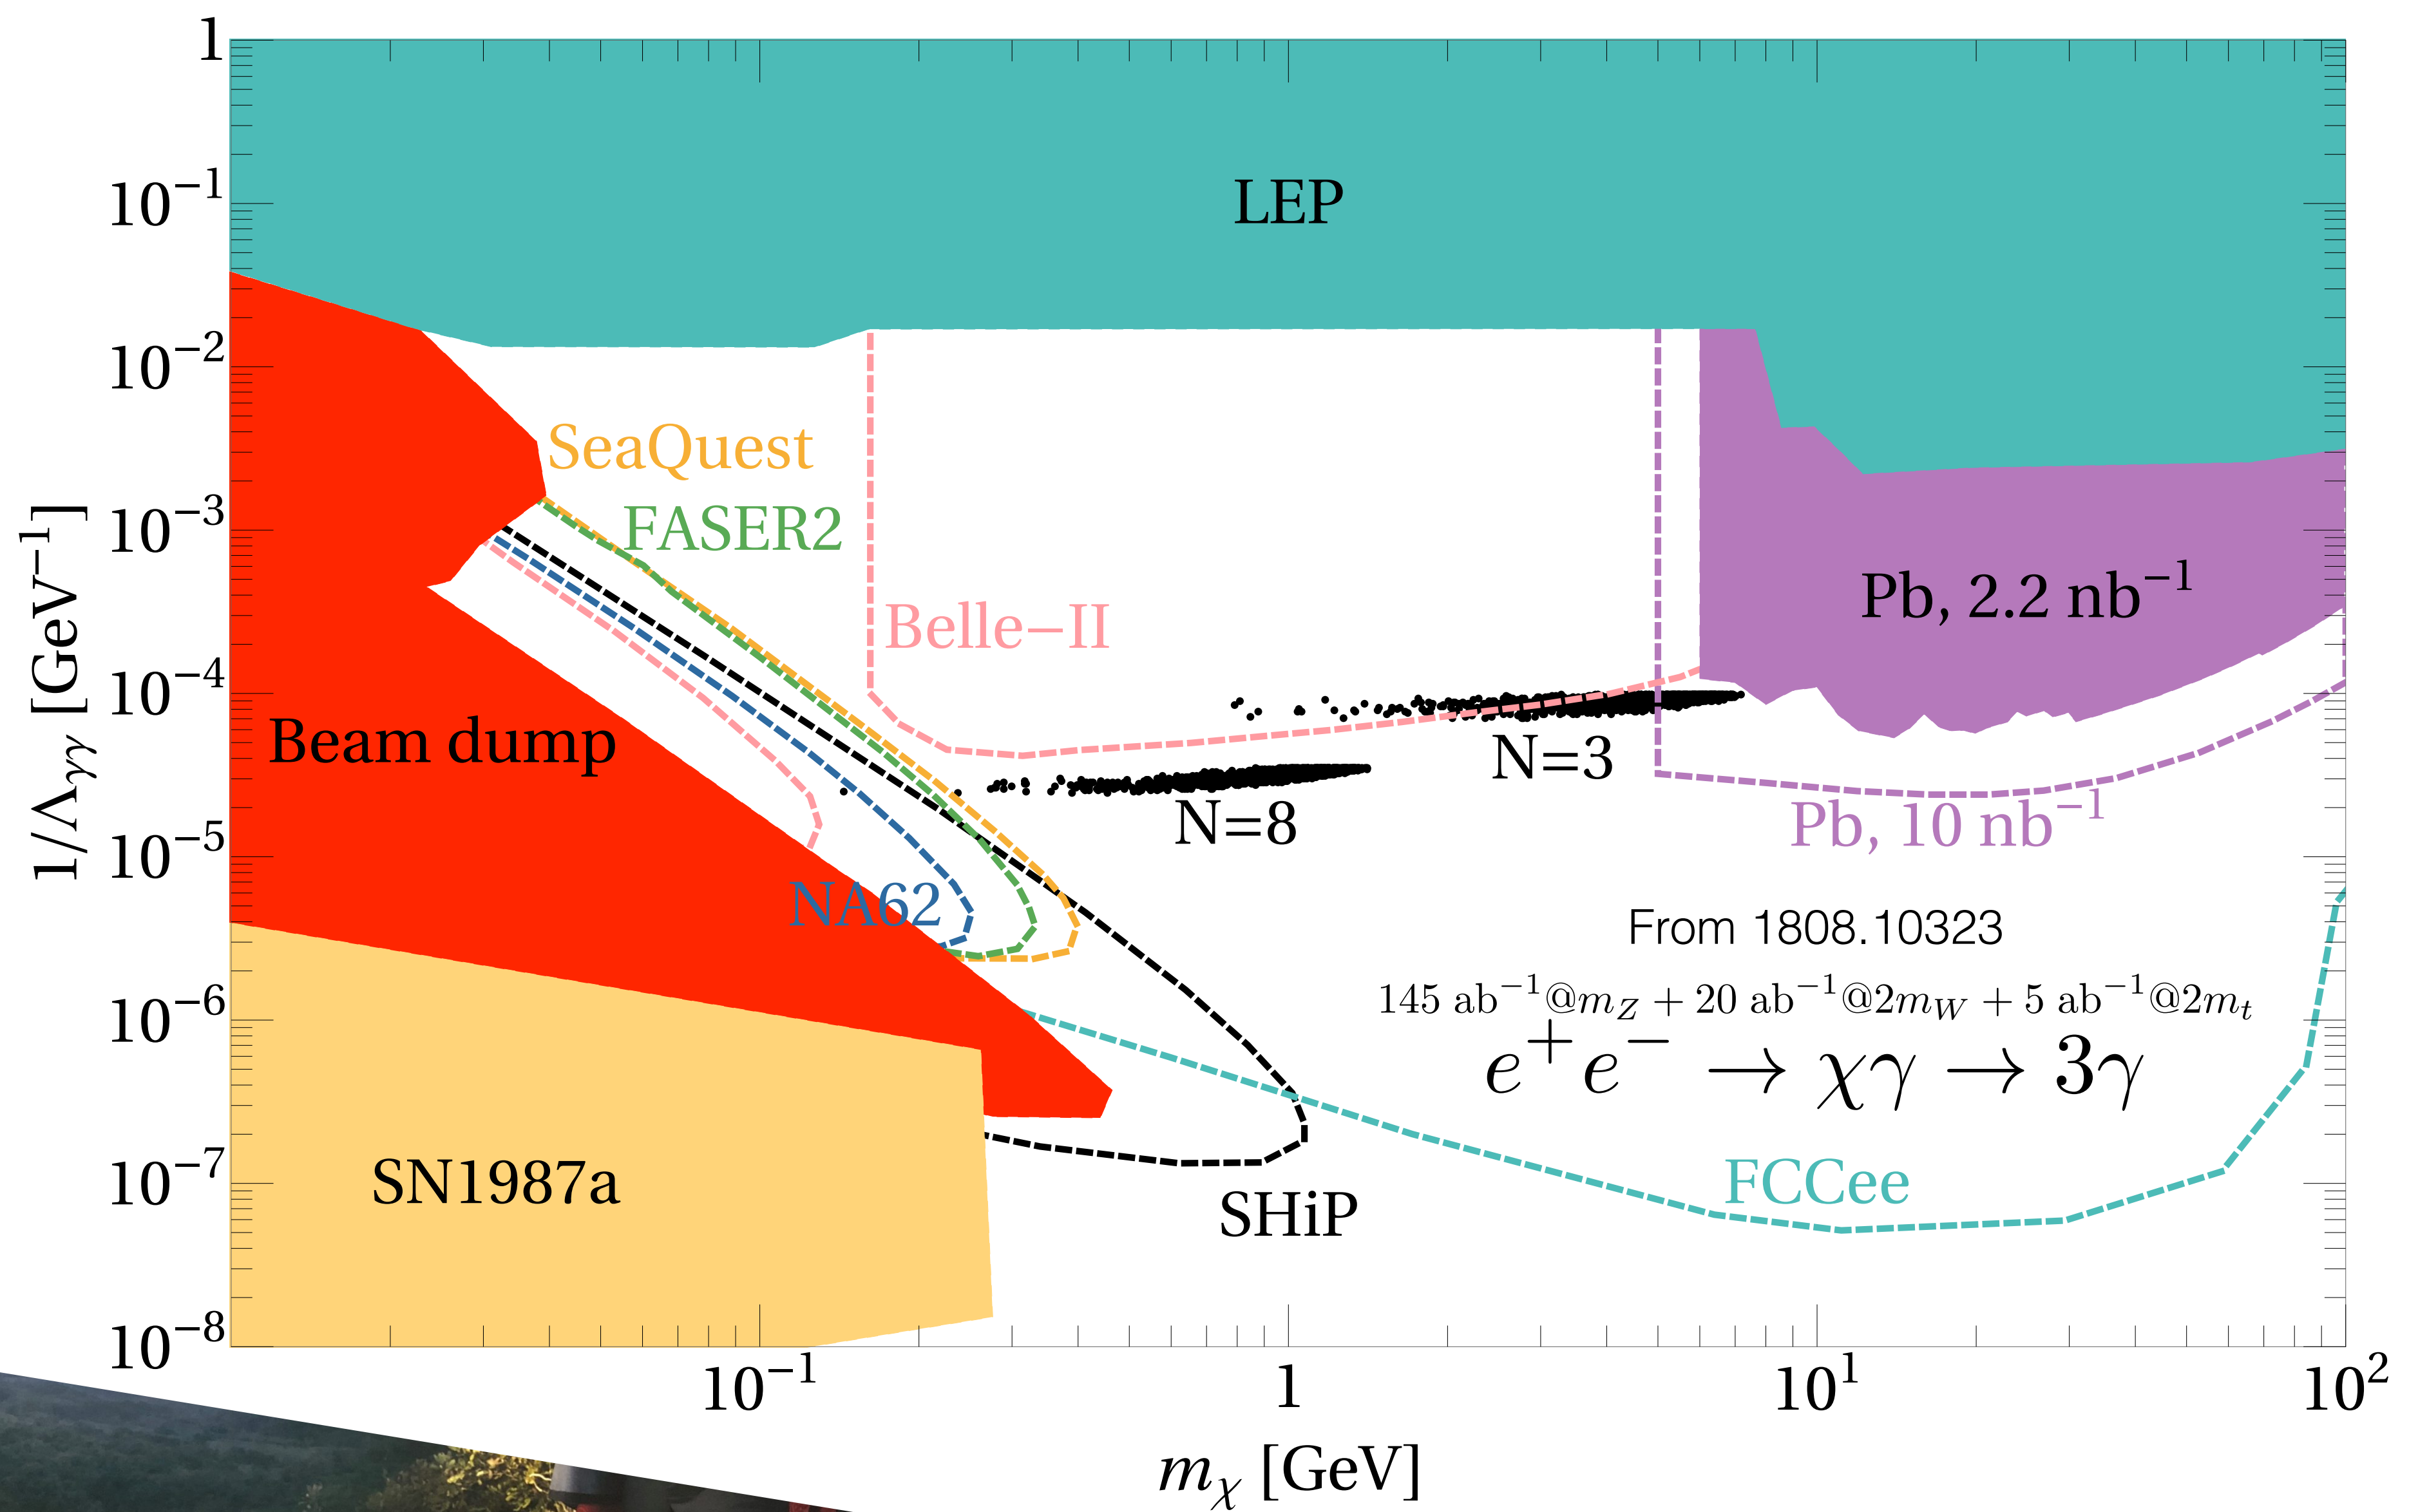 1
10⁻¹
10⁻²
10⁻³
10⁻⁴
10⁻⁵
10⁻⁶
10⁻⁷
10⁻⁸
1/Λγγ [GeV⁻¹]
LEP
SeaQuest
FASER2
Belle−II
Pb, 2.2 nb⁻¹
Beam dump
N=3
N=8
Pb, 10 nb⁻¹
NA62
From 1808.10323
145 ab⁻¹@m_Z + 20 ab⁻¹@2m_W + 5 ab⁻¹@2m_t
e⁺e⁻ → χγ → 3γ
SN1987a
FCCee
SHiP
10⁻¹
1
10¹
10²
m_χ [GeV]